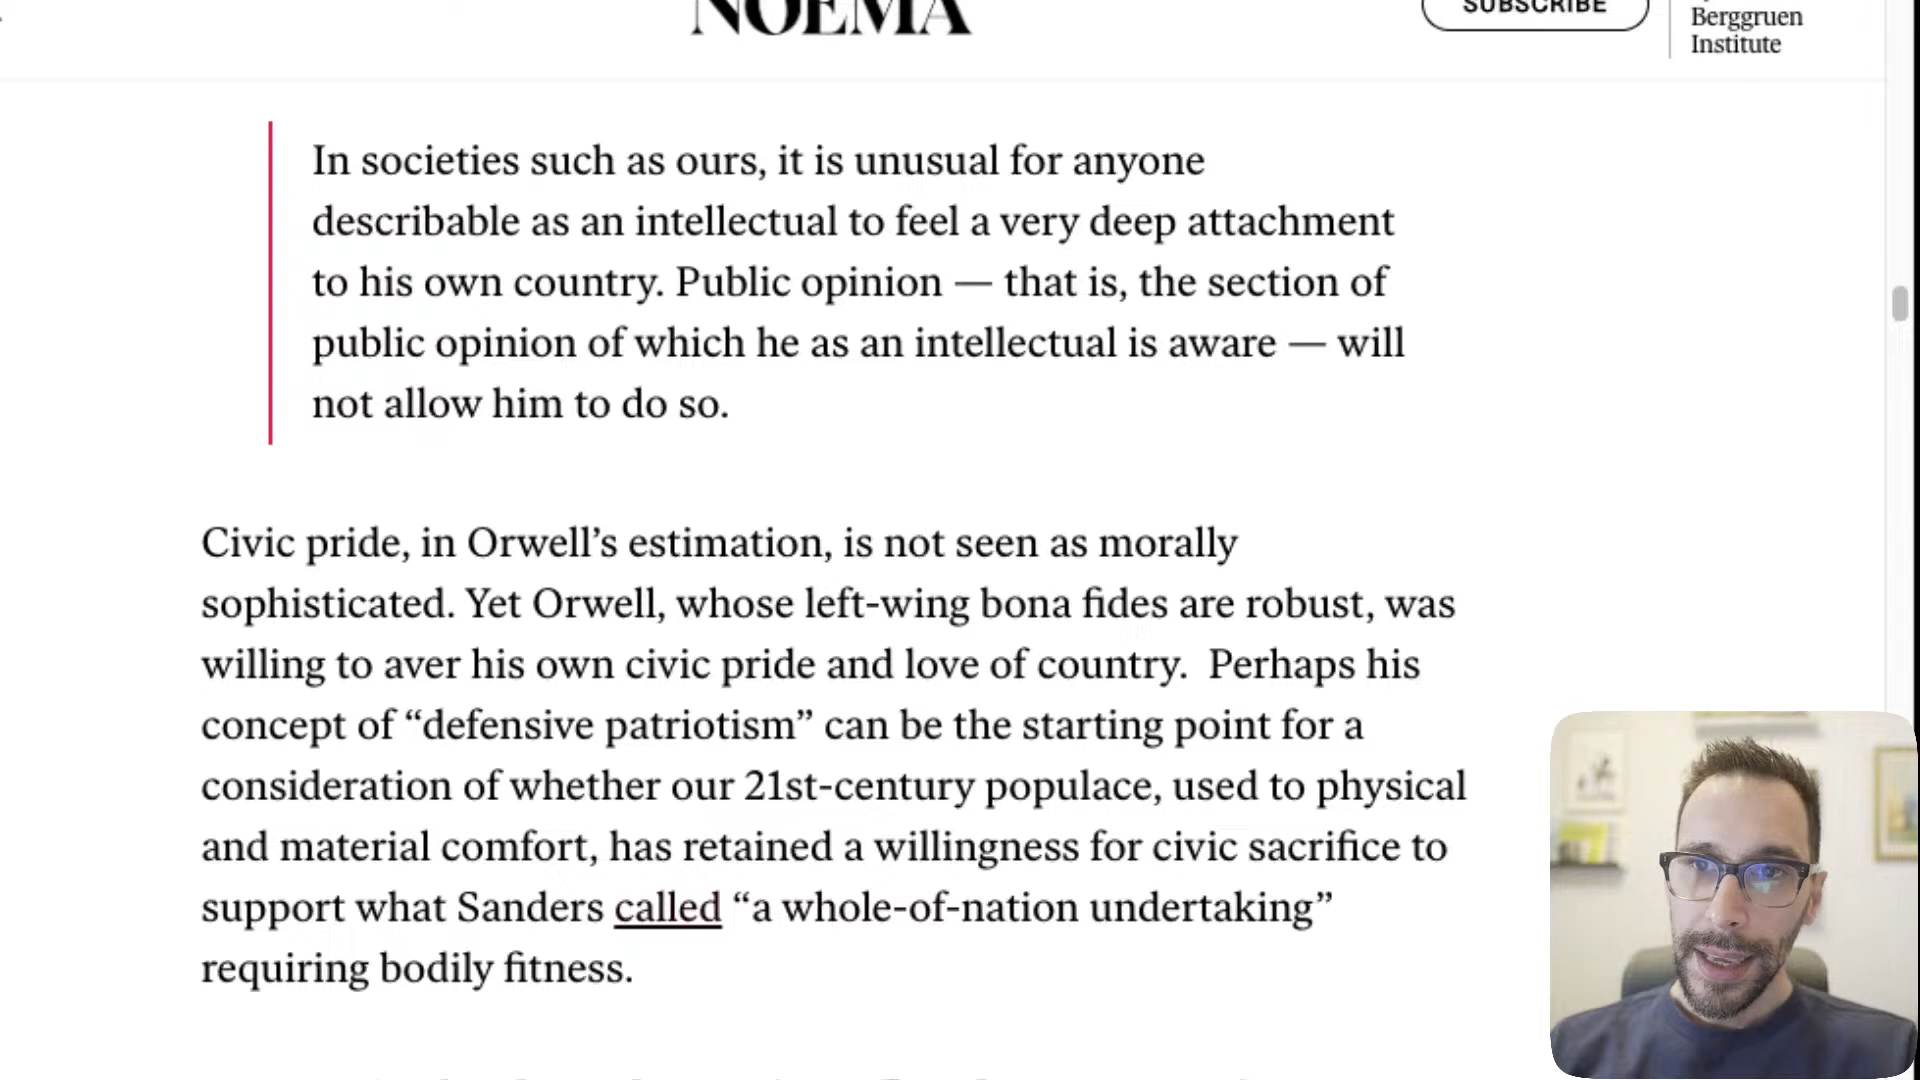 NOEMA
SUBSCRIBE
Berggruen
Institute
In societies such as ours, it is unusual for anyone
describable as an intellectual to feel a very deep attachment
to his own country. Public opinion — that is, the section of
public opinion of which he as an intellectual is aware — will
not allow him to do so.
Civic pride, in Orwell’s estimation, is not seen as morally
sophisticated. Yet Orwell, whose left-wing bona fides are robust, was
willing to aver his own civic pride and love of country.  Perhaps his
concept of “defensive patriotism” can be the starting point for a
consideration of whether our 21st-century populace, used to physical
and material comfort, has retained a willingness for civic sacrifice to
support what Sanders called “a whole-of-nation undertaking”
requiring bodily fitness.